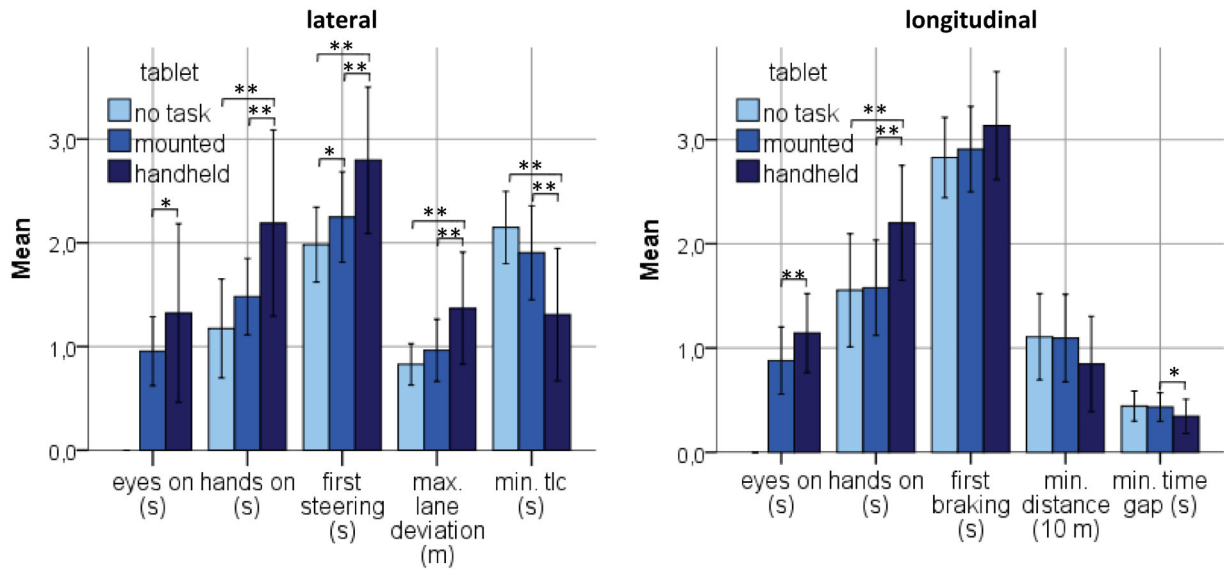 lateral
tablet
no task
mounted
handheld
Mean
3,0
2,0
1,0
0,0
*
**
**
**
**
*
**
**
**
**
eyes on
(s)
hands on
(s)
first
steering
(s)
max.
lane
deviation
(m)
min. tlc
(s)
longitudinal
tablet
no task
mounted
handheld
Mean
3,0
2,0
1,0
0,0
**
**
**
*
eyes on
(s)
hands on
(s)
first
braking
(s)
min.
distance
(10 m)
min. time
gap (s)